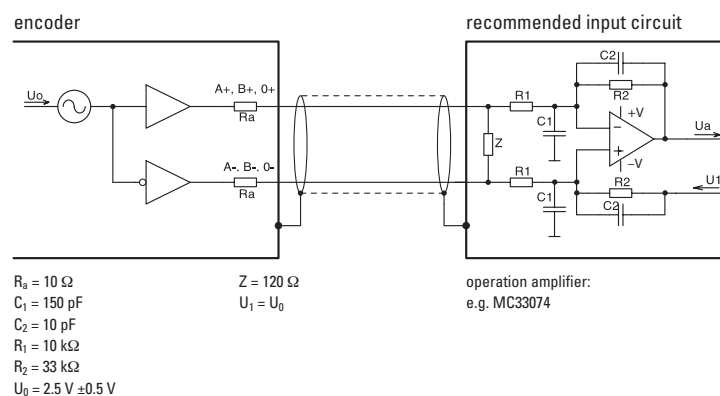 encoder
recommended input circuit
Uo
A+, B+, 0+
Ra
A-, B-, 0-
Ra
Z
R1
C1
R1
C1
C2
R2
+V
−
+
−V
Ua
R2
C2
U1
Rₐ = 10 Ω
C₁ = 150 pF
C₂ = 10 pF
R₁ = 10 kΩ
R₂ = 33 kΩ
U₀ = 2.5 V ±0.5 V
Z = 120 Ω
U₁ = U₀
operation amplifier:
e.g. MC33074